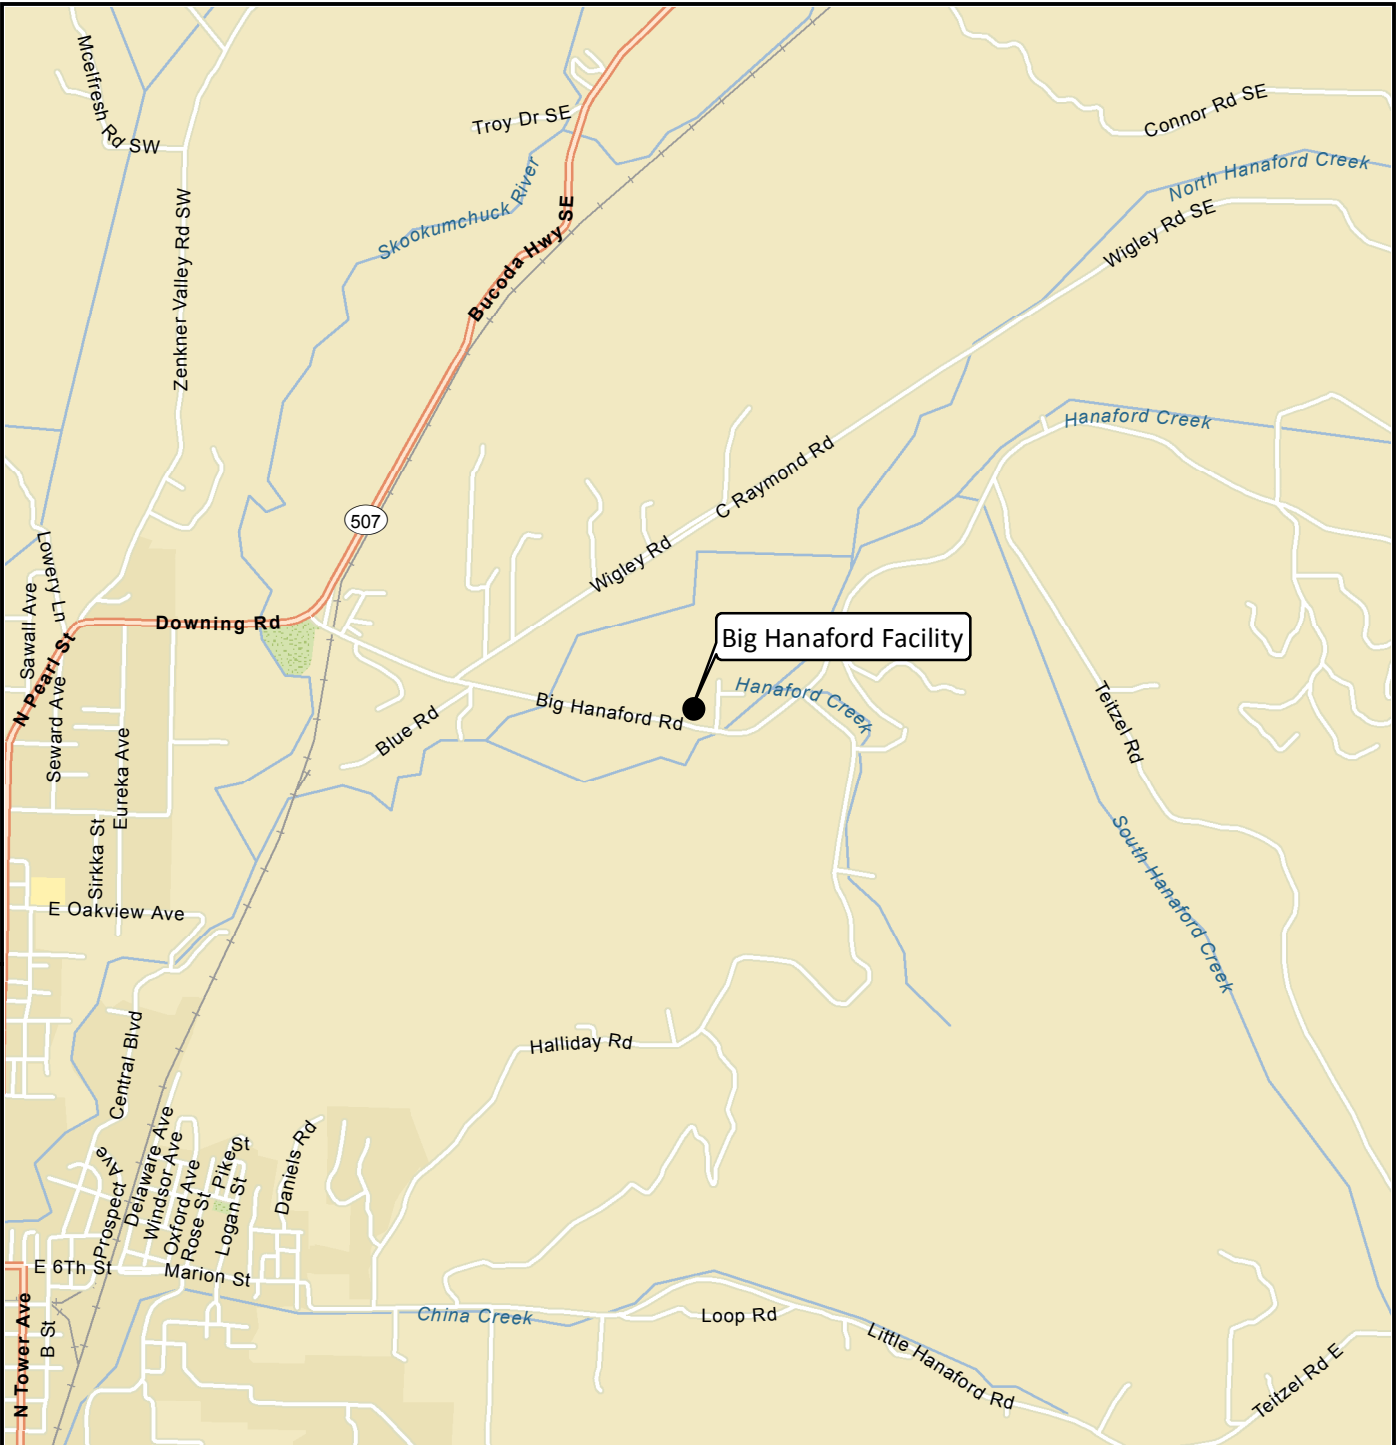 Mcelfresh Rd SW
Troy Dr SE
Connor Rd SE
North Hanaford Creek
Skookumchuck River
Zenkner Valley Rd SW
Bucoda Hwy SE
Wigley Rd SE
Hanaford Creek
C Raymond Rd
507
Wigley Rd
Lowery Ln
Sawall Ave
Downing Rd
Big Hanaford Facility
N Pearl St
Seward Ave
Hanaford Creek
Big Hanaford Rd
Blue Rd
Teitzel Rd
Eureka Ave
Sirkka St
South Hanaford Creek
E Oakview Ave
Central Blvd
Halliday Rd
Prospect Ave
Delaware Ave
Windsor Ave
Oxford Ave
Rose St
Pike St
Logan St
Daniels Rd
E 6Th St
Marion St
China Creek
Loop Rd
Little Hanaford Rd
N Tower Ave
B St
Teitzel Rd E